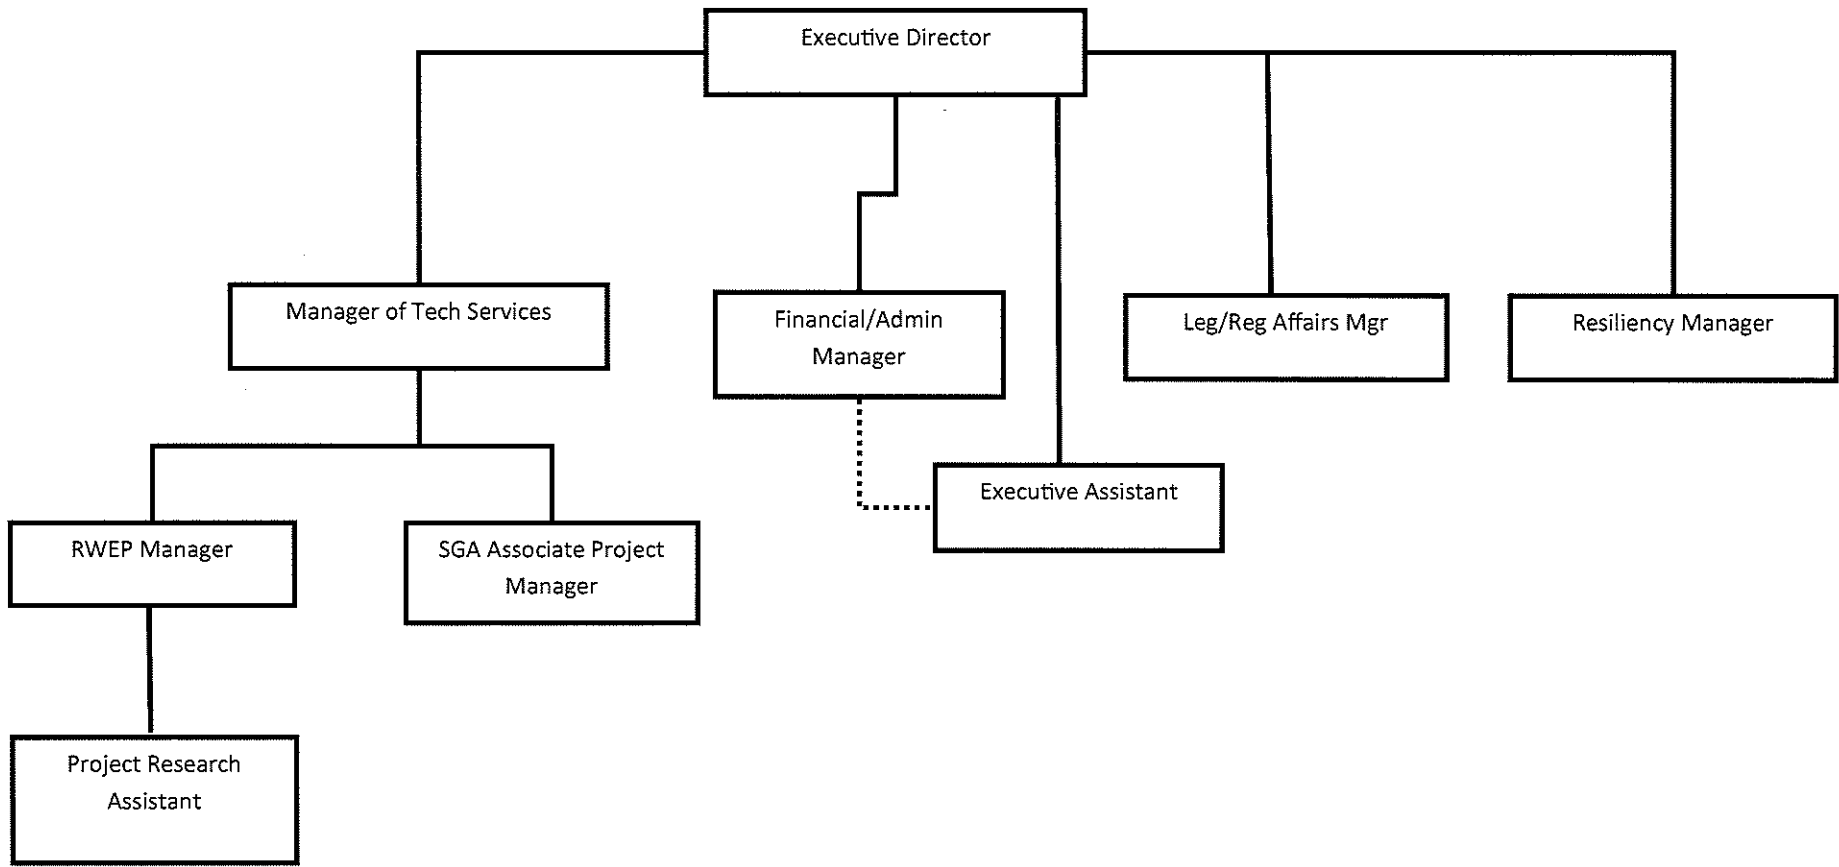 Executive Director
Manager of Tech Services
Financial/Admin
Manager
Leg/Reg Affairs Mgr
Resiliency Manager
Executive Assistant
RWEP Manager
SGA Associate Project
Manager
Project Research
Assistant